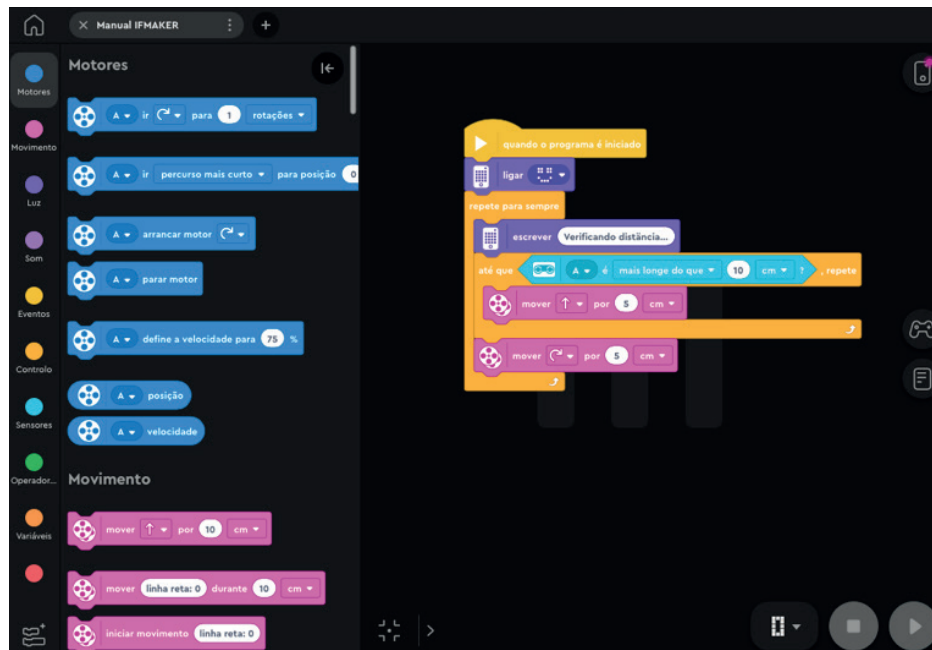 Manual IFMAKER
Motores
Motores
Movimento
Luz
Som
Eventos
Controlo
Sensores
Operador...
Variáveis
A ir para 1 rotações
A ir percurso mais curto para posição 0
A arrancar motor
A parar motor
A define a velocidade para 75 %
A posição
A velocidade
Movimento
mover por 10 cm
mover linha reta: 0 durante 10 cm
iniciar movimento linha reta: 0
quando o programa é iniciado
ligar
repete para sempre
escrever Verificando distância...
até que A é mais longe do que 10 cm ? , repete
mover por 5 cm
mover por 5 cm